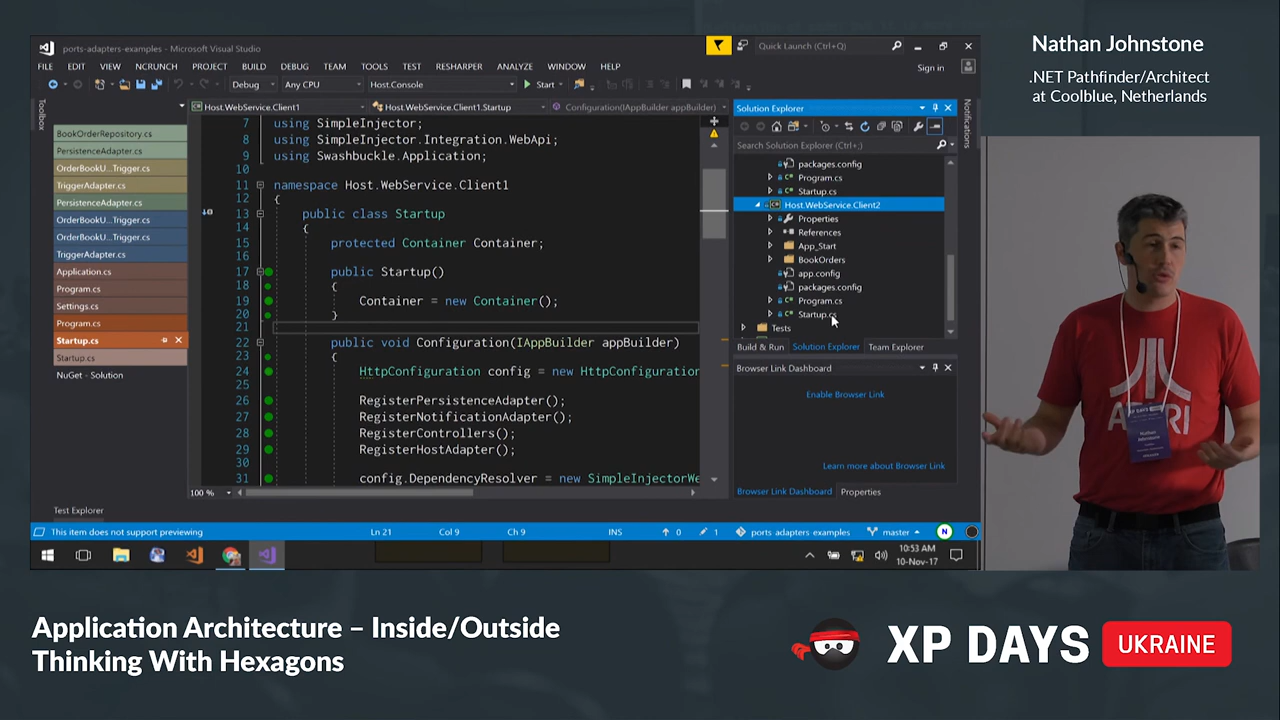 ports-adapters-examples - Microsoft Visual Studio
Quick Launch (Ctrl+Q)
FILE EDIT VIEW NCRUNCH PROJECT BUILD DEBUG TEAM TOOLS TEST RESHARPER ANALYZE WINDOW HELP
Sign in
Debug Any CPU Host.Console Start
Toolbox
BookOrderRepository.cs
PersistenceAdapter.cs
OrderBookU...Trigger.cs
TriggerAdapter.cs
PersistenceAdapter.cs
OrderBookU...Trigger.cs
OrderBookU...Trigger.cs
TriggerAdapter.cs
Application.cs
Program.cs
Settings.cs
Program.cs
Startup.cs
Startup.cs
NuGet - Solution
Host.WebService.Client1 Host.WebService.Client1.Startup Configuration(IAppBuilder appBuilder)
7 using SimpleInjector;
8 using SimpleInjector.Integration.WebApi;
9 using Swashbuckle.Application;
10
11 namespace Host.WebService.Client1
12 {
13 public class Startup
14 {
15 protected Container Container;
16
17 public Startup()
18 {
19 Container = new Container();
20 }
21
22 public void Configuration(IAppBuilder appBuilder)
23 {
24 HttpConfiguration config = new HttpConfiguration
25
26 RegisterPersistenceAdapter();
27 RegisterNotificationAdapter();
28 RegisterControllers();
29 RegisterHostAdapter();
30
31 config.DependencyResolver = new SimpleInjectorWe
100 %
Solution Explorer
Search Solution Explorer (Ctrl+;)
packages.config
Program.cs
Startup.cs
Host.WebService.Client2
Properties
References
App_Start
BookOrders
app.config
packages.config
Program.cs
Startup.cs
Tests
Build & Run Solution Explorer Team Explorer
Browser Link Dashboard
Enable Browser Link
Learn more about Browser Link
Browser Link Dashboard Properties
Notifications
Test Explorer
This item does not support previewing Ln 21 Col 9 Ch 9 INS 0 1 ports adapters examples master N
10:53 AM
10-Nov-17
Nathan Johnstone
.NET Pathfinder/Architect
at Coolblue, Netherlands
ATARI
XP DAYS
Nathan
Johnstone
Application Architecture – Inside/Outside
Thinking With Hexagons
XP DAYS UKRAINE